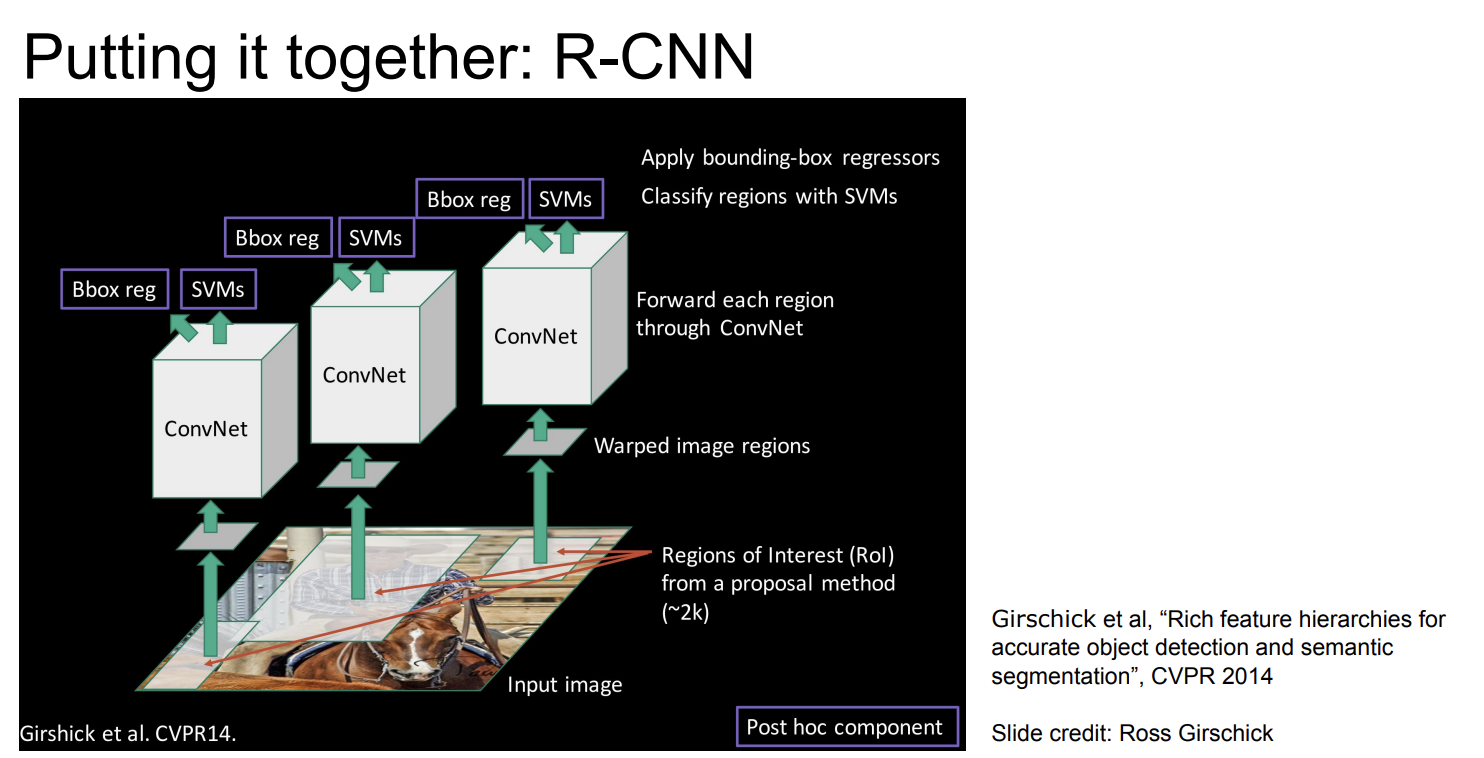 Putting it together: R-CNN
Apply bounding-box regressors
Bbox reg
SVMs
Classify regions with SVMs
Bbox reg
SVMs
Bbox reg
SVMs
Forward each region
through ConvNet
ConvNet
ConvNet
ConvNet
Warped image regions
Regions of Interest (RoI)
from a proposal method
(~2k)
Input image
Girshick et al. CVPR14.
Post hoc component
Girschick et al, “Rich feature hierarchies for
accurate object detection and semantic
segmentation”, CVPR 2014
Slide credit: Ross Girschick